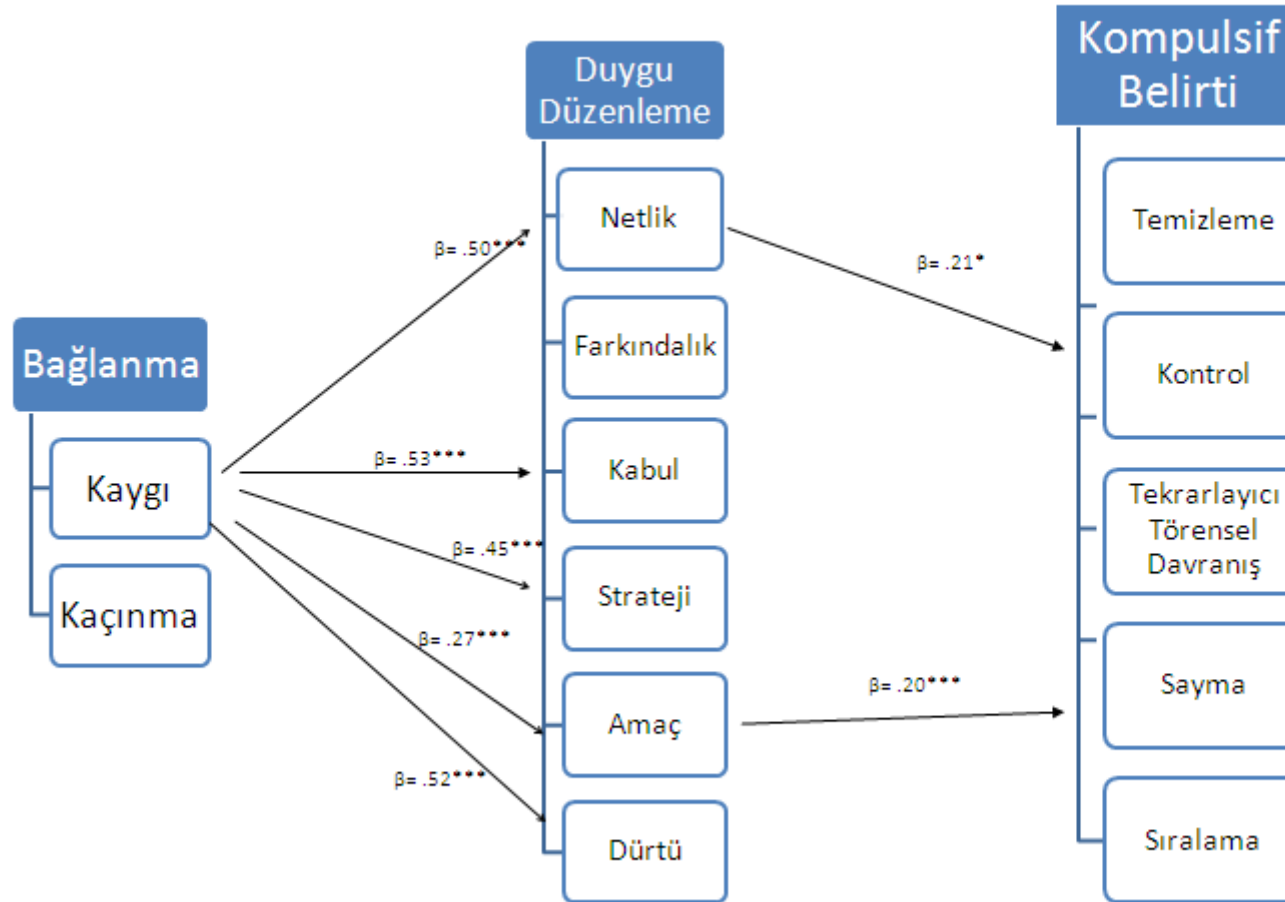 Bağlanma
Kaygı
Kaçınma
β= .50***
β= .53***
β= .45***
β= .27***
β= .52***
Duygu
Düzenleme
Netlik
Farkındalık
Kabul
Strateji
Amaç
Dürtü
β= .21*
β= .20***
Kompulsif
Belirti
Temizleme
Kontrol
Tekrarlayıcı
Törensel
Davranış
Sayma
Sıralama